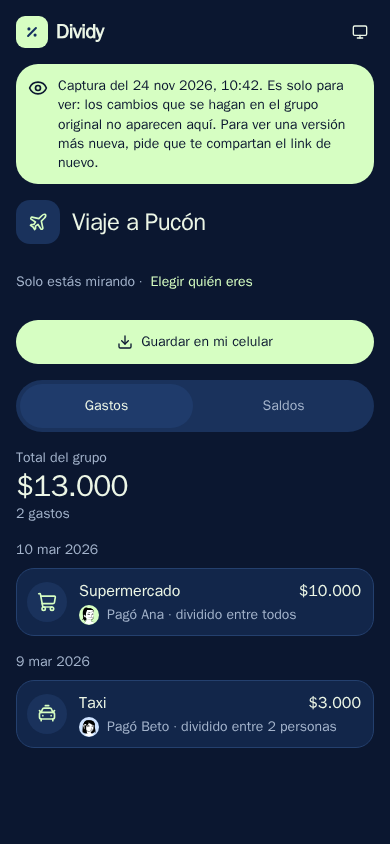 Dividy
Captura del 24 nov 2026, 10:42. Es solo para
ver: los cambios que se hagan en el grupo
original no aparecen aquí. Para ver una versión
más nueva, pide que te compartan el link de
nuevo.
Viaje a Pucón
Solo estás mirando · Elegir quién eres
Guardar en mi celular
Gastos Saldos
Total del grupo
$13.000
2 gastos
10 mar 2026
Supermercado $10.000
Pagó Ana · dividido entre todos
9 mar 2026
Taxi $3.000
Pagó Beto · dividido entre 2 personas